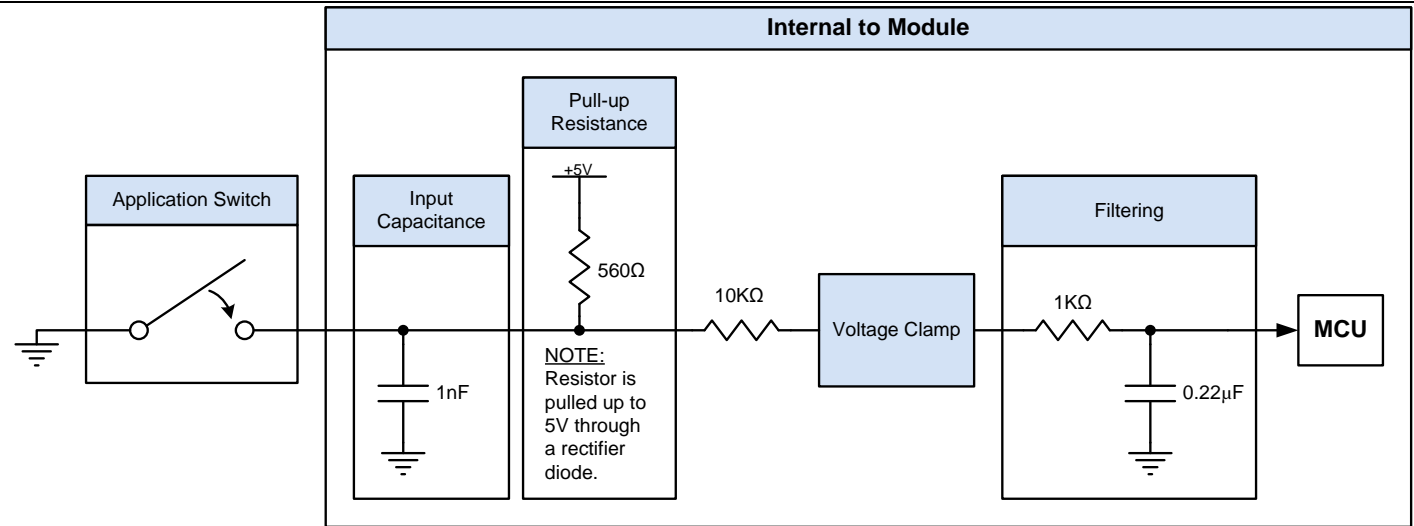 Internal to Module
Application Switch
Input
Capacitance
1nF
Pull-up
Resistance
+5V
560Ω
NOTE:
Resistor is
pulled up to
5V through
a rectifier
diode.
10KΩ
Voltage Clamp
Filtering
1KΩ
0.22µF
MCU